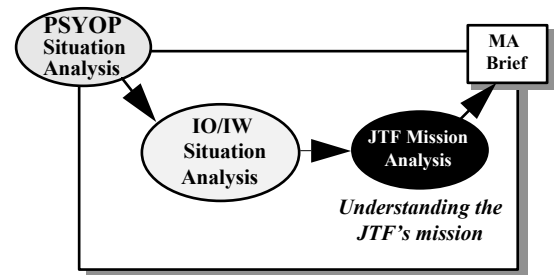 PSYOP
Situation
Analysis
MA
Brief
IO/IW
Situation
Analysis
JTF Mission
Analysis
Understanding the
JTF's mission